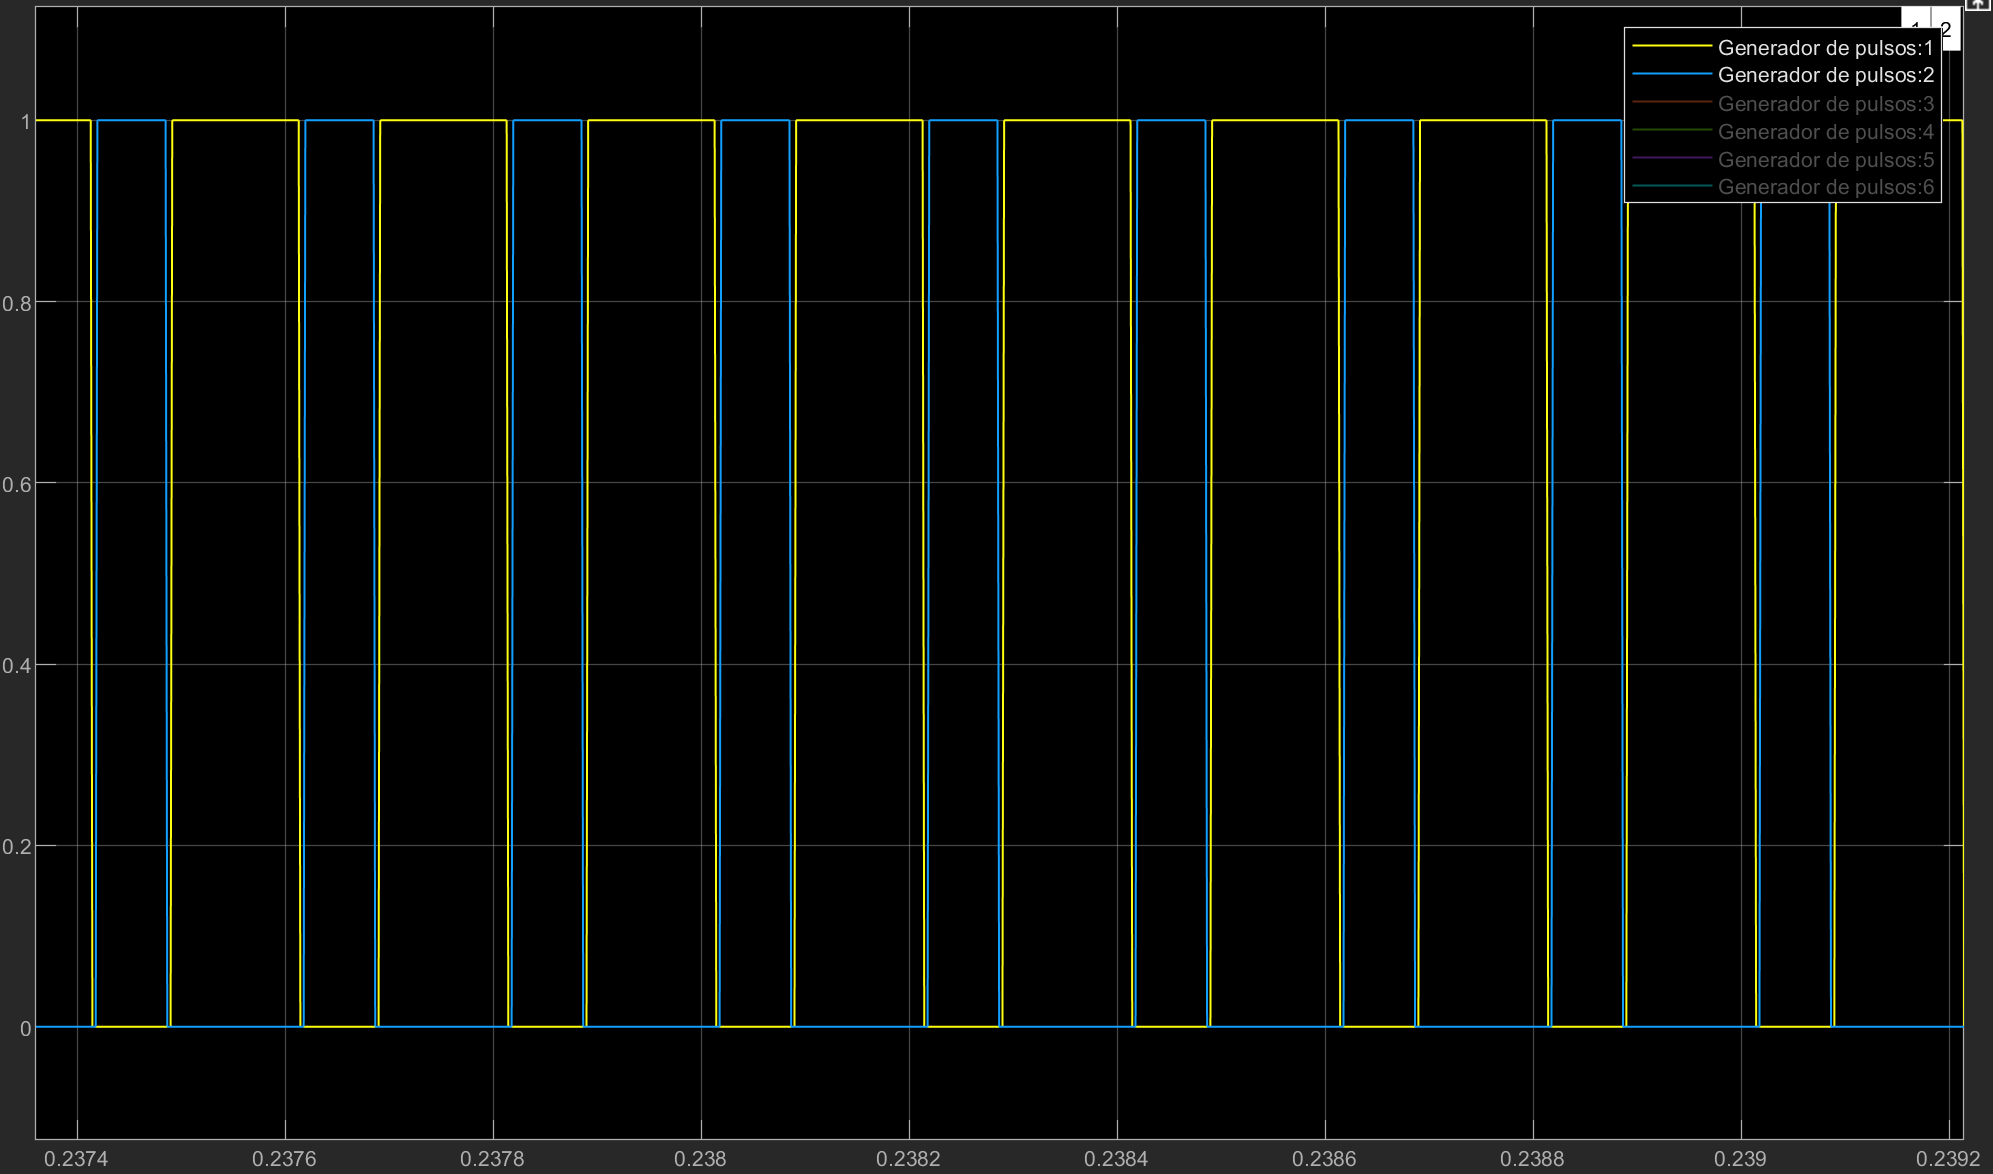 1 2
Generador de pulsos:1
Generador de pulsos:2
Generador de pulsos:3
Generador de pulsos:4
Generador de pulsos:5
Generador de pulsos:6
1
0.8
0.6
0.4
0.2
0
0.2374 0.2376 0.2378 0.238 0.2382 0.2384 0.2386 0.2388 0.239 0.2392